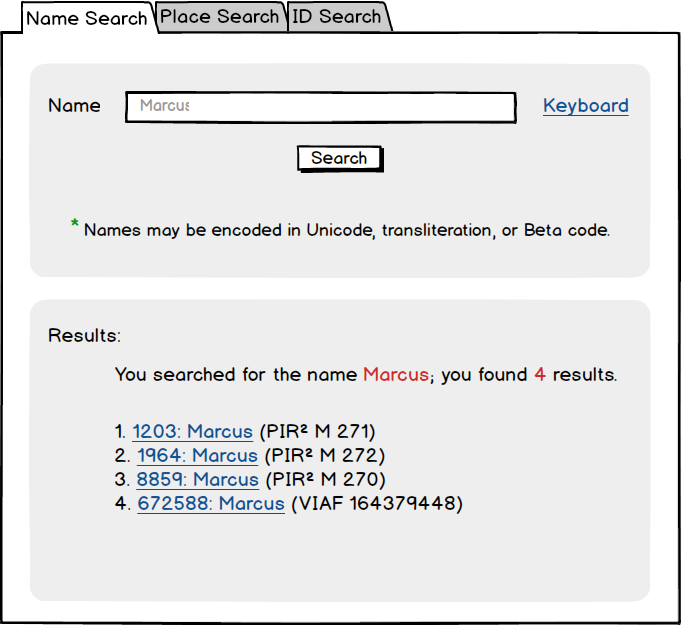 Name Search Place Search ID Search
Name Marcus Keyboard
Search
* Names may be encoded in Unicode, transliteration, or Beta code.
Results:
You searched for the name Marcus; you found 4 results.
1. 1203: Marcus (PIR² M 271)
2. 1964: Marcus (PIR² M 272)
3. 8859: Marcus (PIR² M 270)
4. 672588: Marcus (VIAF 164379448)